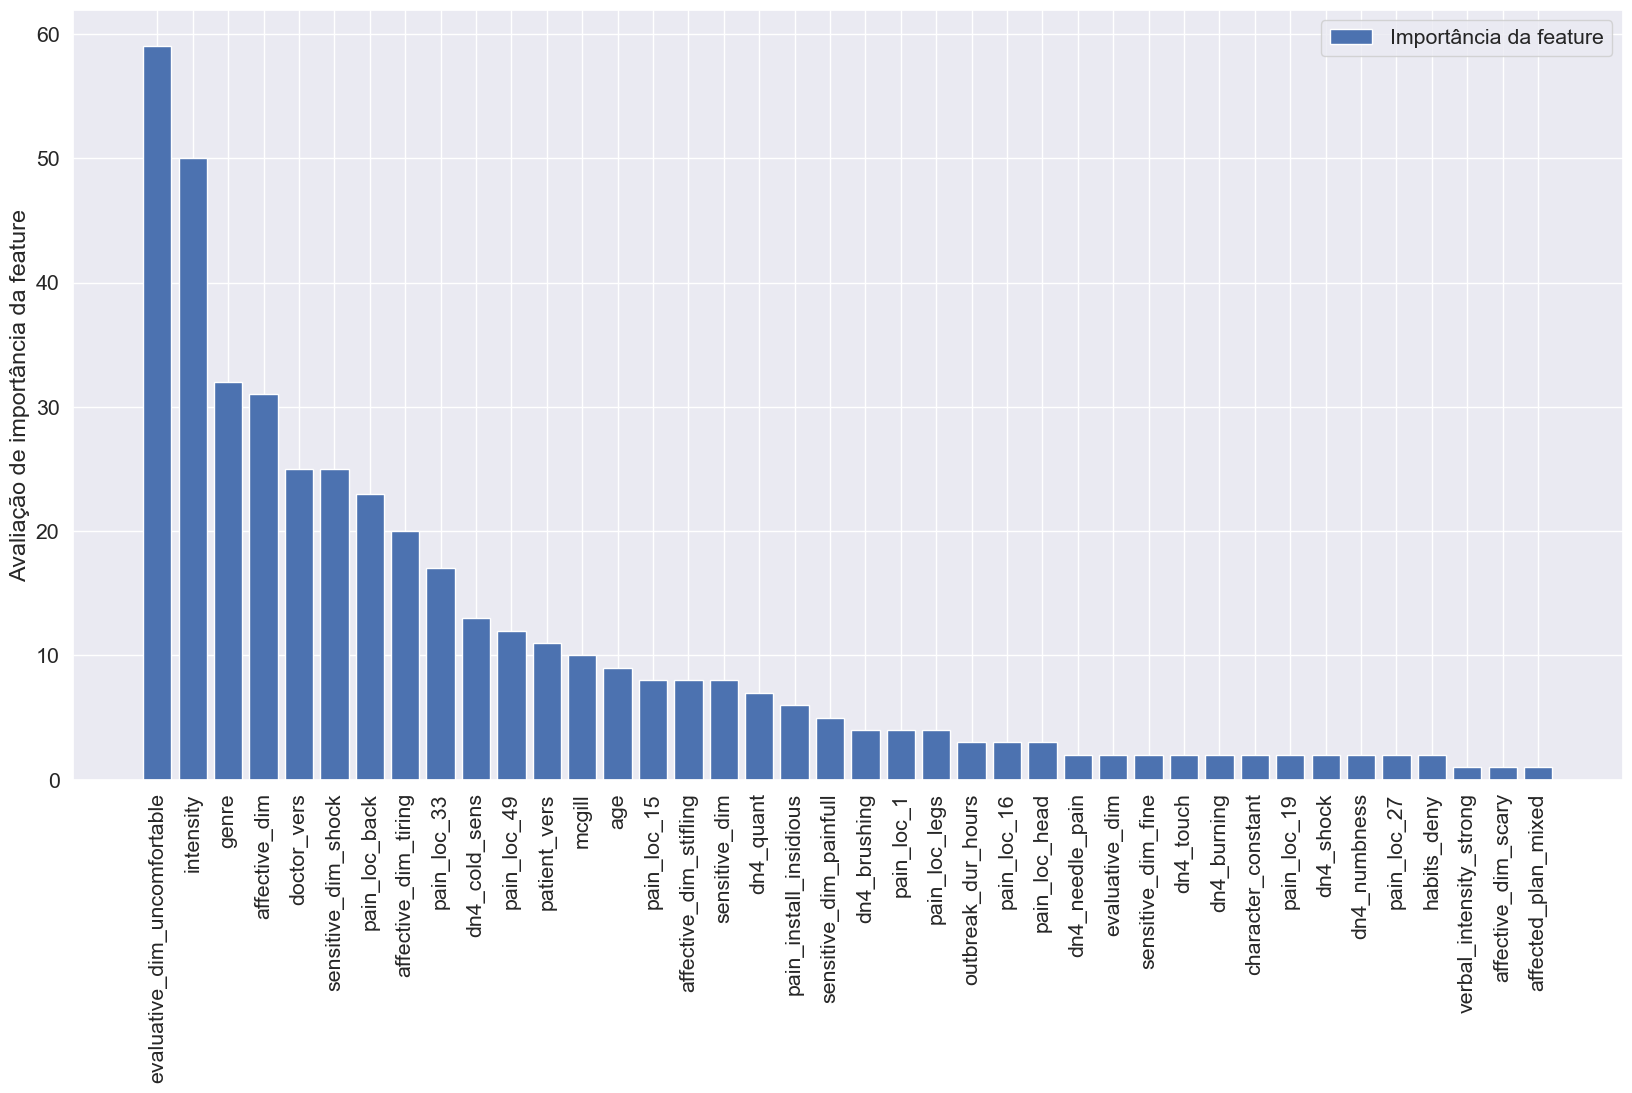 Importância da feature
Avaliação de importância da feature
60
50
40
30
20
10
0
evaluative_dim_uncomfortable
intensity
genre
affective_dim
doctor_vers
sensitive_dim_shock
pain_loc_back
affective_dim_tiring
pain_loc_33
dn4_cold_sens
pain_loc_49
patient_vers
mcgill
age
pain_loc_15
affective_dim_stifling
sensitive_dim
dn4_quant
pain_install_insidious
sensitive_dim_painfull
dn4_brushing
pain_loc_1
pain_loc_legs
outbreak_dur_hours
pain_loc_16
pain_loc_head
dn4_needle_pain
evaluative_dim
sensitive_dim_fine
dn4_touch
dn4_burning
character_constant
pain_loc_19
dn4_shock
dn4_numbness
pain_loc_27
habits_deny
verbal_intensity_strong
affective_dim_scary
affected_plan_mixed